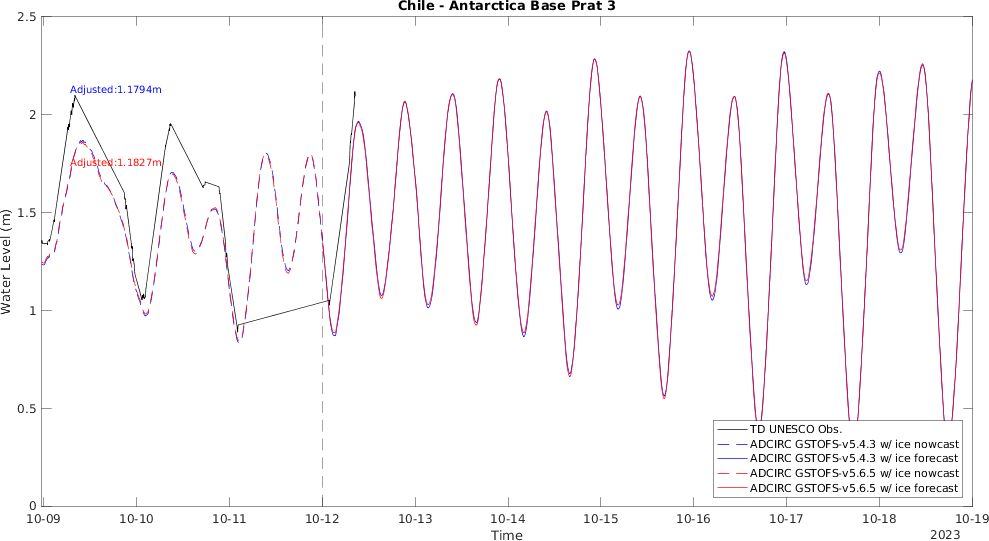 Chile - Antarctica Base Prat 3
Water Level (m)
2.5
2
1.5
1
0.5
0
Adjusted:1.1794m
Adjusted:1.1827m
TD UNESCO Obs.
ADCIRC GSTOFS-v5.4.3 w/ ice nowcast
ADCIRC GSTOFS-v5.4.3 w/ ice forecast
ADCIRC GSTOFS-v5.6.5 w/ ice nowcast
ADCIRC GSTOFS-v5.6.5 w/ ice forecast
10-09 10-10 10-11 10-12 10-13 10-14 10-15 10-16 10-17 10-18 10-19
Time
2023